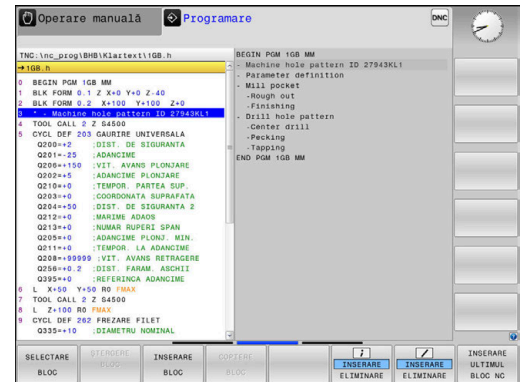 Operare manuală
Programare
DNC
TNC:\nc_prog\BHB\Klartext\1GB.h
→1GB.h
0 BEGIN PGM 1GB MM
1 BLK FORM 0.1 Z X+0 Y+0 Z-40
2 BLK FORM 0.2 X+100 Y+100 Z+0
3 * - Machine hole pattern ID 27943KL1
4 TOOL CALL 2 Z S4500
5 CYCL DEF 203 GAURIRE UNIVERSALA
Q200=+2 ;DIST. DE SIGURANTA
Q201=-25 ;ADANCIME
Q206=+150 ;VIT. AVANS PLONJARE
Q202=+5 ;ADANCIME PLONJARE
Q210=+0 ;TEMPOR. PARTEA SUP.
Q203=+0 ;COORDONATA SUPRAFATA
Q204=+50 ;DIST. DE SIGURANTA 2
Q212=+0 ;MARIME ADAOS
Q213=+0 ;NUMAR RUPERI SPAN
Q205=+0 ;ADANCIME PLONJ. MIN.
Q211=+0 ;TEMPOR. LA ADANCIME
Q208=+99999 ;VIT. AVANS RETRAGERE
Q256=+0.2 ;DIST. FARAM. ASCHII
Q395=+0 ;REFERINCA ADANCIME
6 L X+50 Y+50 R0 FMAX
7 TOOL CALL 2 Z S4500
8 L Z+100 R0 FMAX
9 CYCL DEF 262 FREZARE FILET
Q335=+10 ;DIAMETRU NOMINAL
BEGIN PGM 1GB MM
- Machine hole pattern ID 27943KL1
- Parameter definition
- Mill pocket
-Rough out
-Finishing
- Drill hole pattern
-Center drill
-Pecking
-Tapping
END PGM 1GB MM
SELECTARE
BLOC
STERGERE
BLOC
INSERARE
BLOC
COPIERE
BLOC
INSERARE
ELIMINARE
INSERARE
ELIMINARE
INSERARE
ULTIMUL
BLOC NC